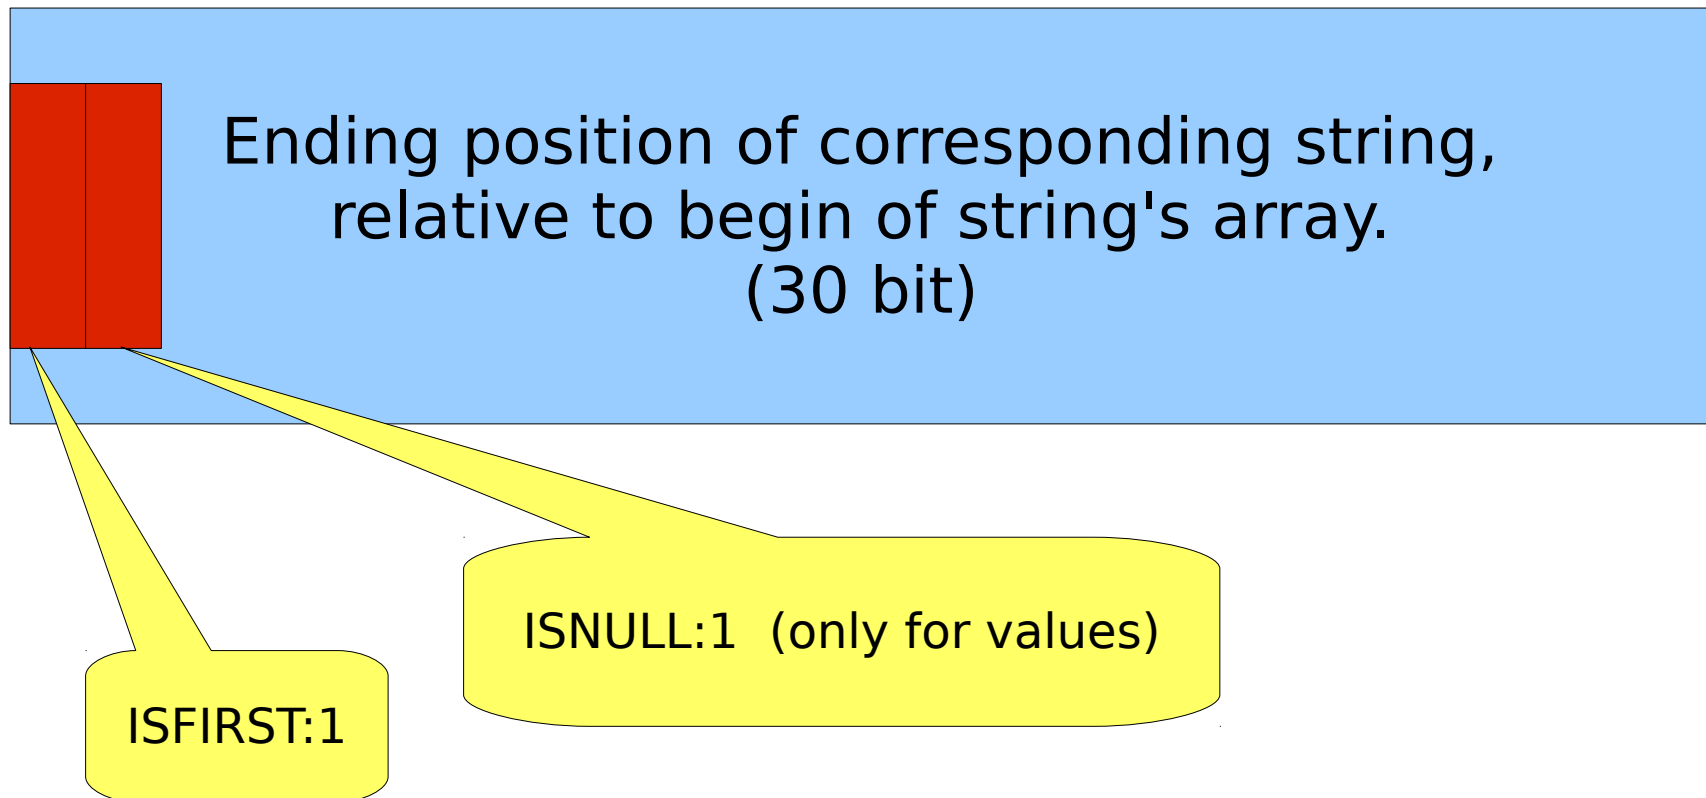 Ending position of corresponding string,
relative to begin of string's array.
(30 bit)
ISNULL:1  (only for values)
ISFIRST:1